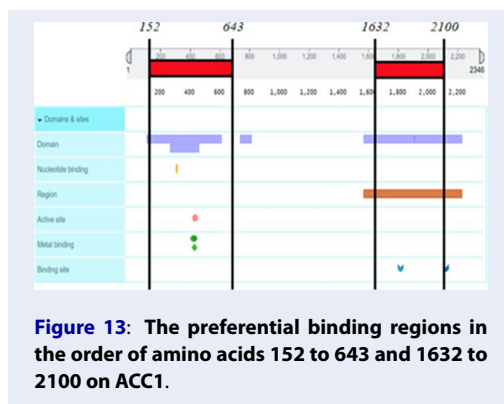 152 643 1632 2100
200 400 600 800 1,000 1,200 1,400 1,600 1,800 2,000 2,200
1 2346
200 400 600 800 1,000 1,200 1,400 1,600 1,800 2,000 2,200
Domains & sites
Domain
Nucleotide binding
Region
Active site
Metal binding
Binding site
Figure 13: The preferential binding regions in
the order of amino acids 152 to 643 and 1632 to
2100 on ACC1.